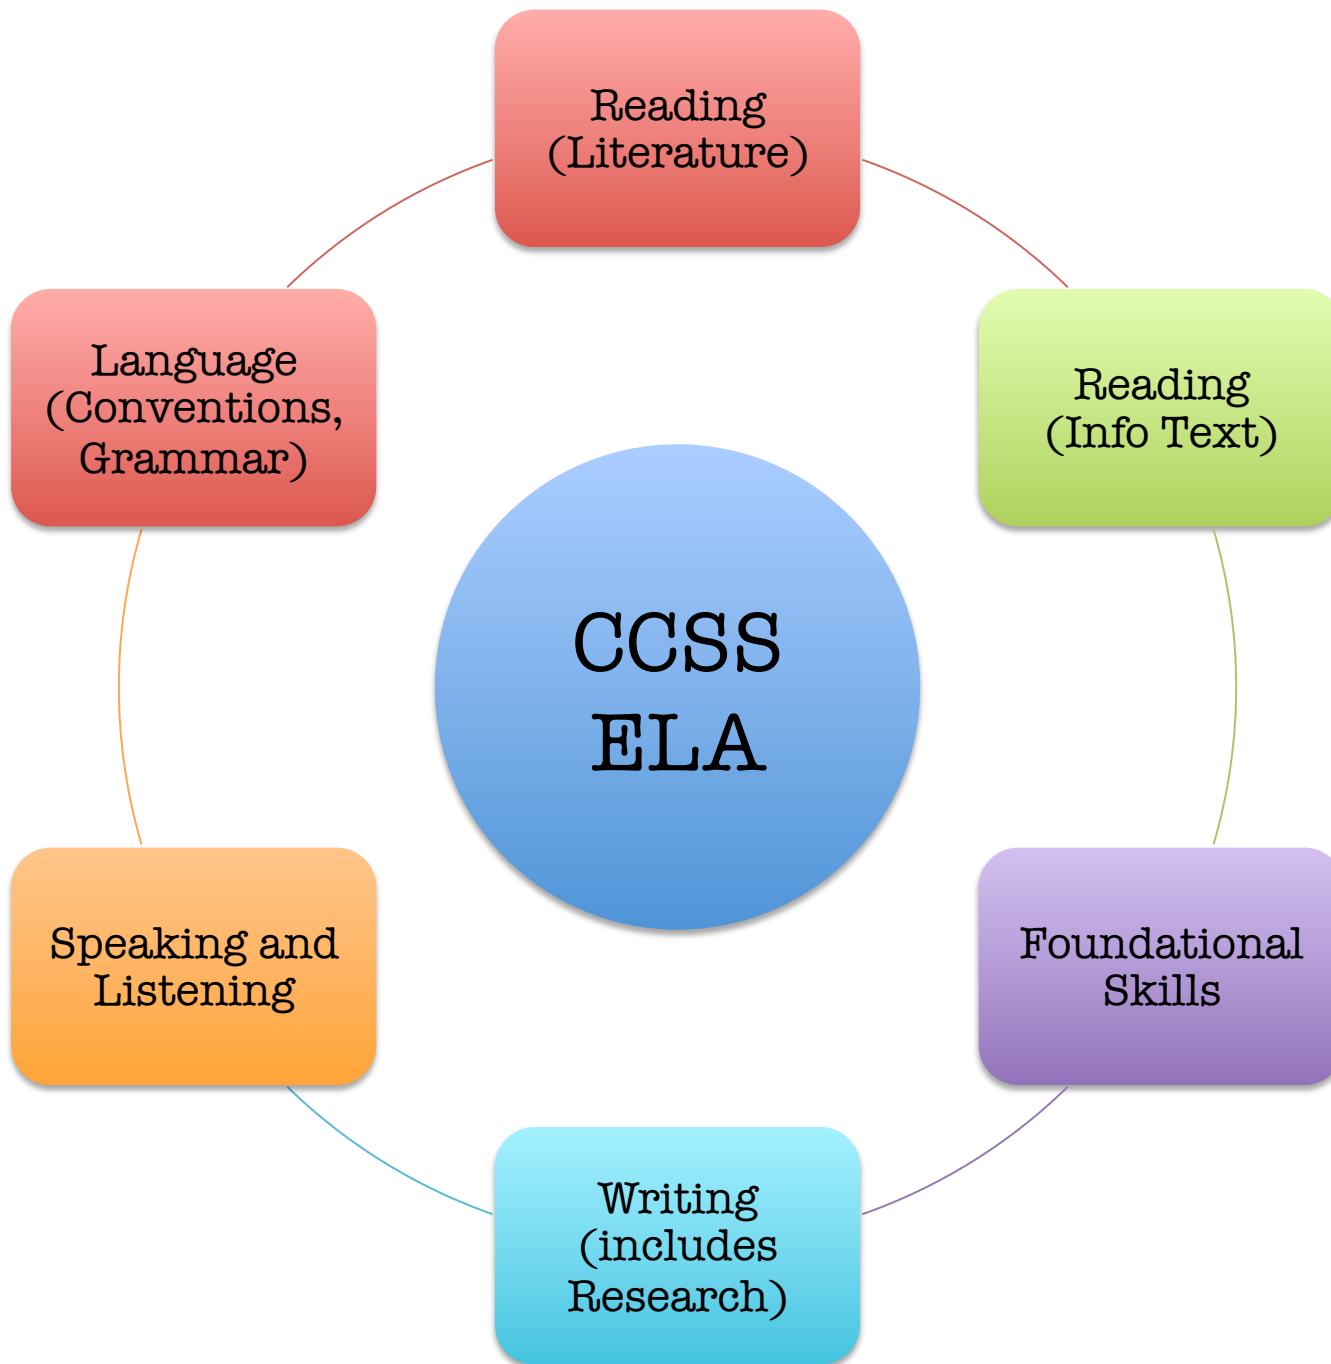 Reading
(Literature)
Reading
(Info Text)
Foundational
Skills
Writing
(includes
Research)
Speaking and
Listening
Language
(Conventions,
Grammar)
CCSS
ELA